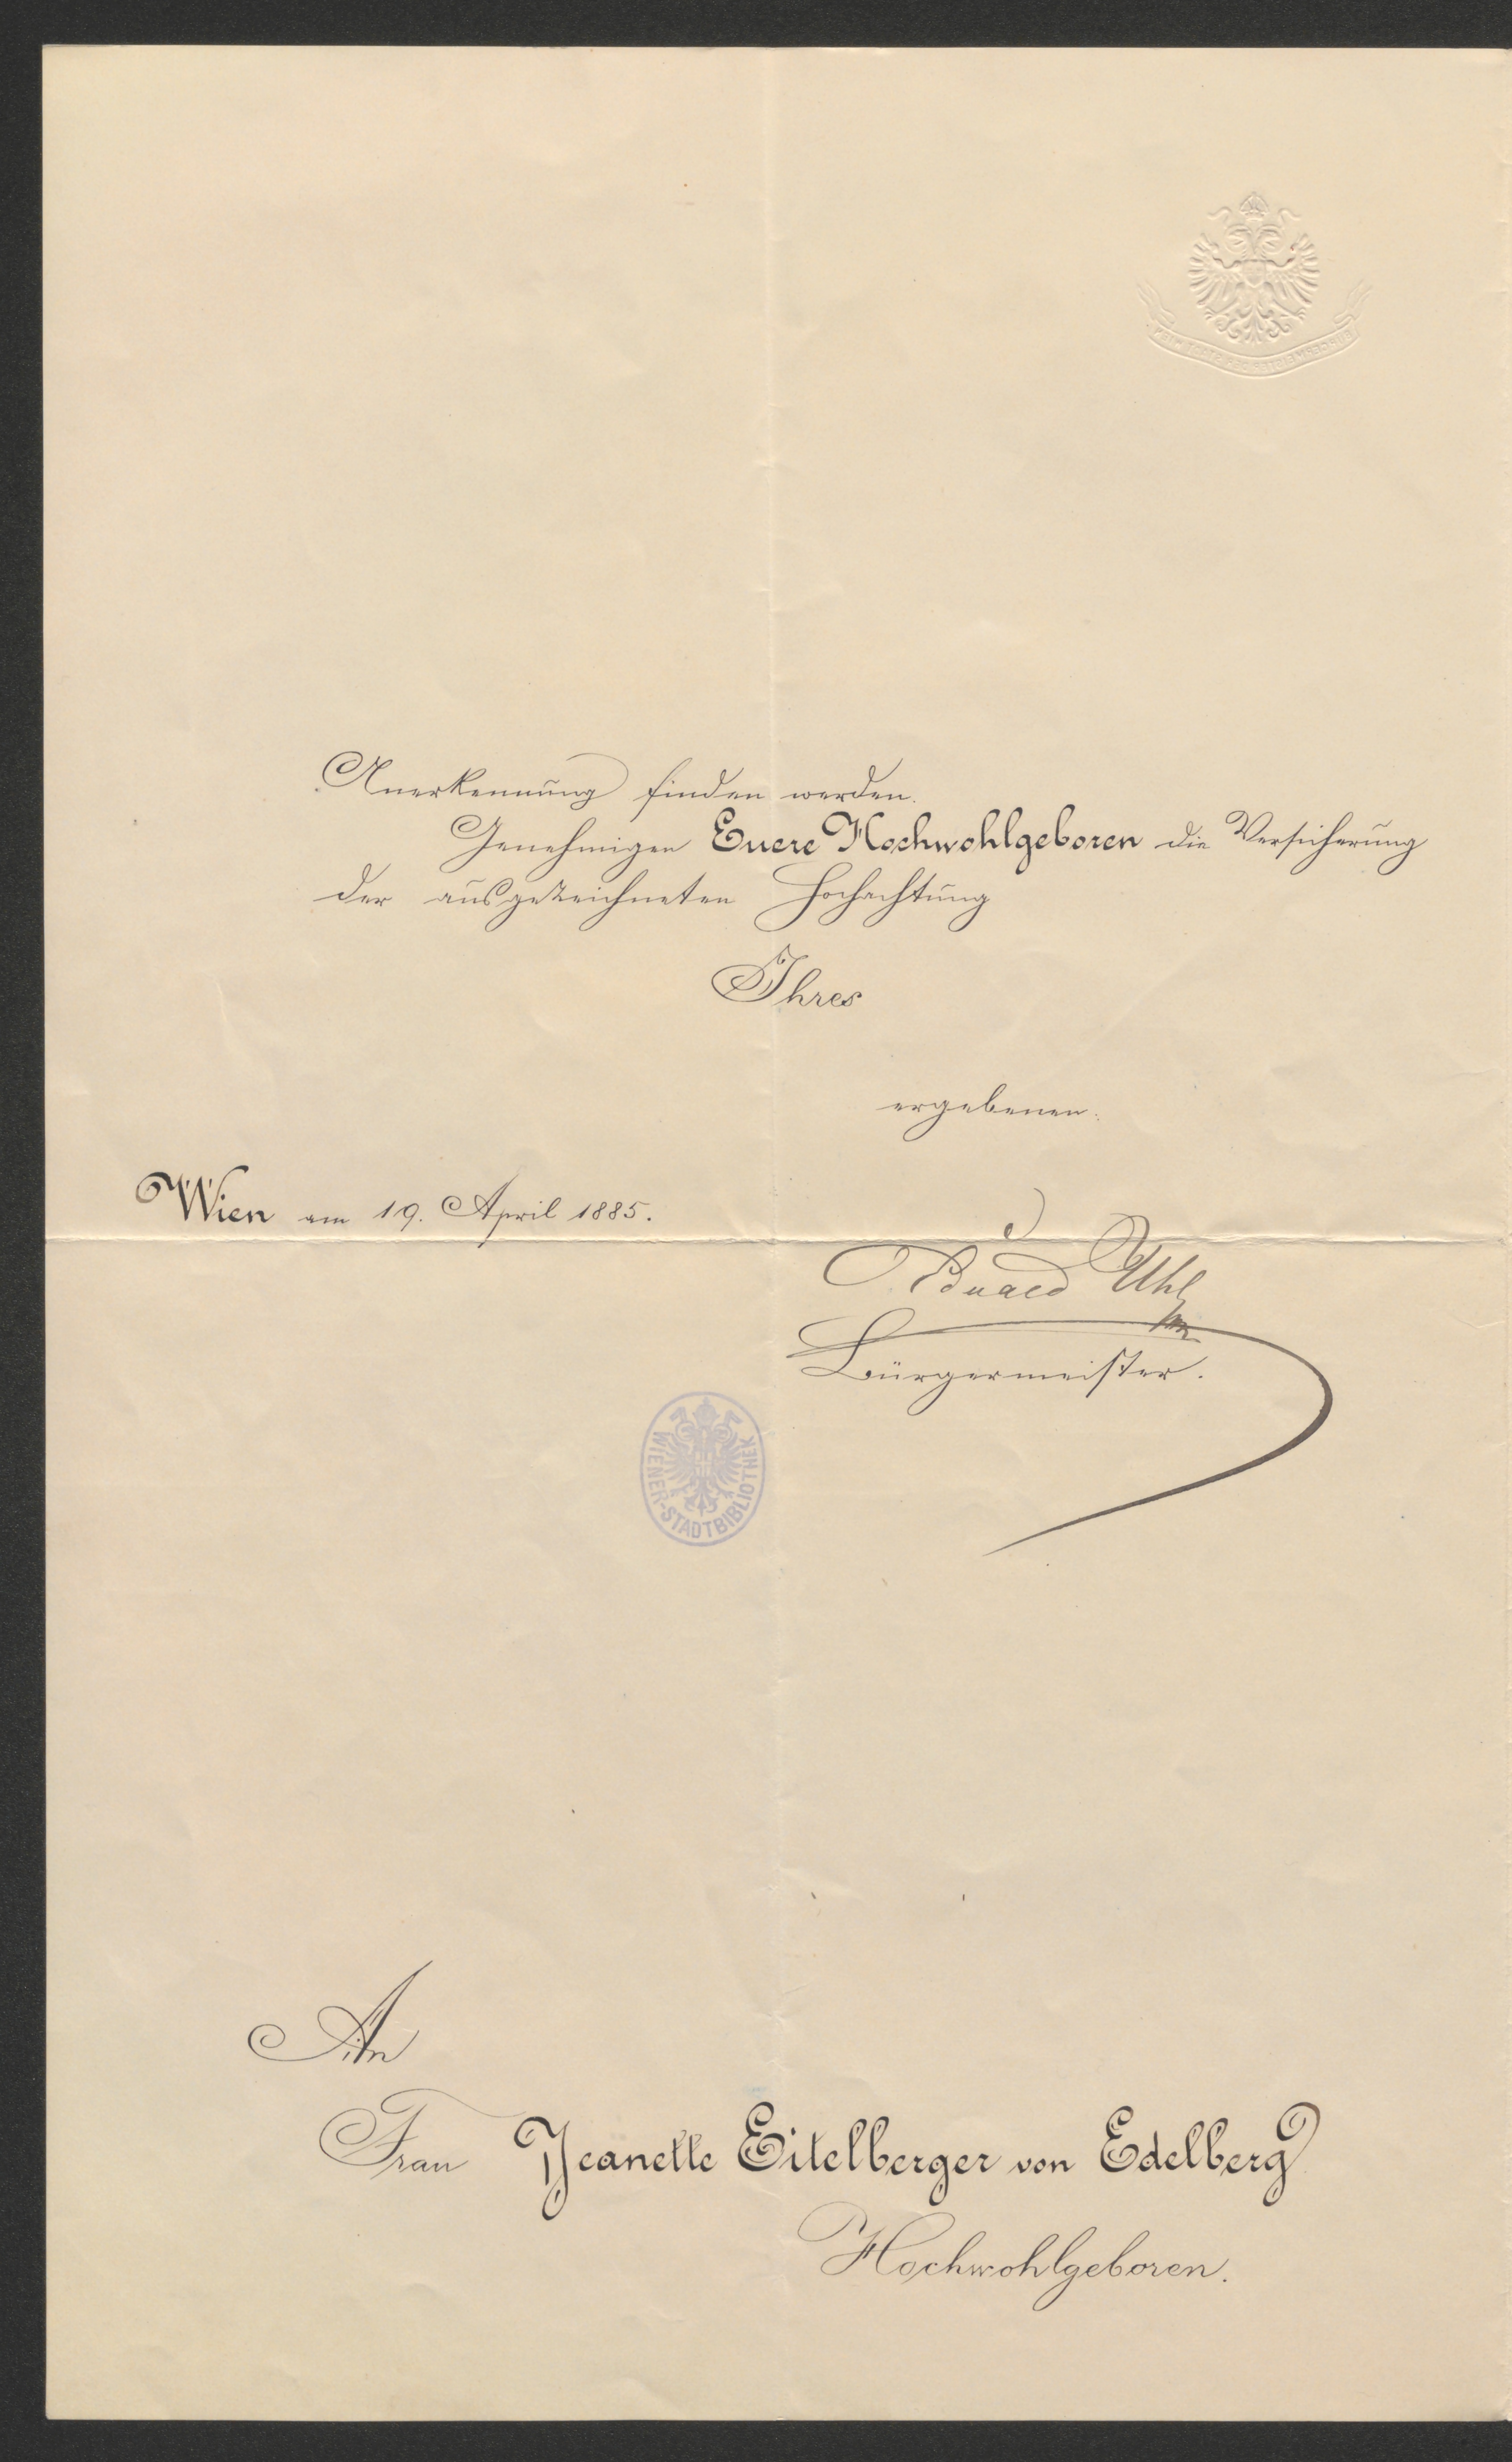 Anerkennung finden werden.
Genehmigen Euere Hochwohlgeboren die Versicherung
der ausgezeichneten Hochachtung
Ihres
ergebenen
Wien am 19. April 1885.
Eduard Uhl
Bürgermeister.
WIENER-STADTBIBLIOTHEK
An
Frau Jeanette Eitelberger von Edelberg
Hochwohlgeboren.